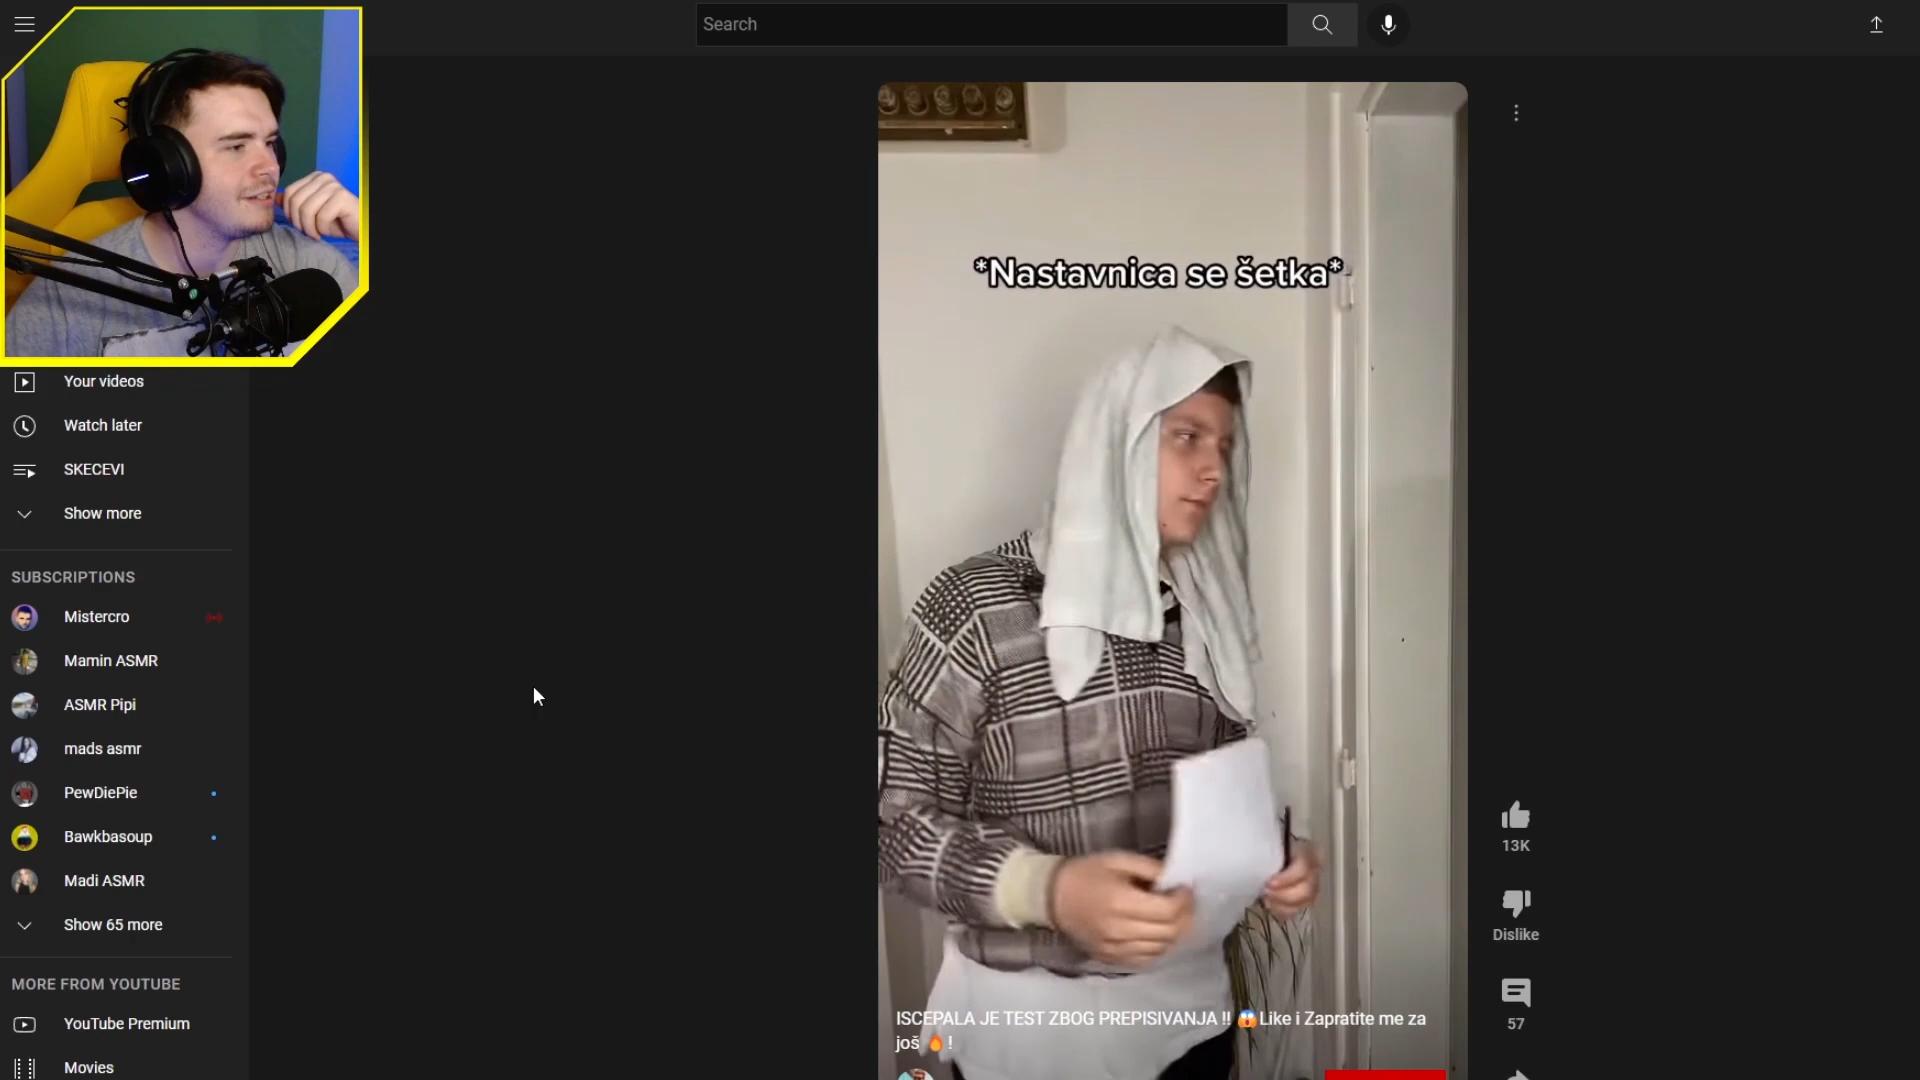 Search
*Nastavnica se šetka*
Your videos
Watch later
SKECEVI
Show more
SUBSCRIPTIONS
Mistercro
Mamin ASMR
ASMR Pipi
mads asmr
PewDiePie
Bawkbasoup
Madi ASMR
Show 65 more
MORE FROM YOUTUBE
YouTube Premium
Movies
13K
Dislike
57
ISCEPALA JE TEST ZBOG PREPISIVANJA !! 😱 Like i Zapratite me za
još 🔥 !